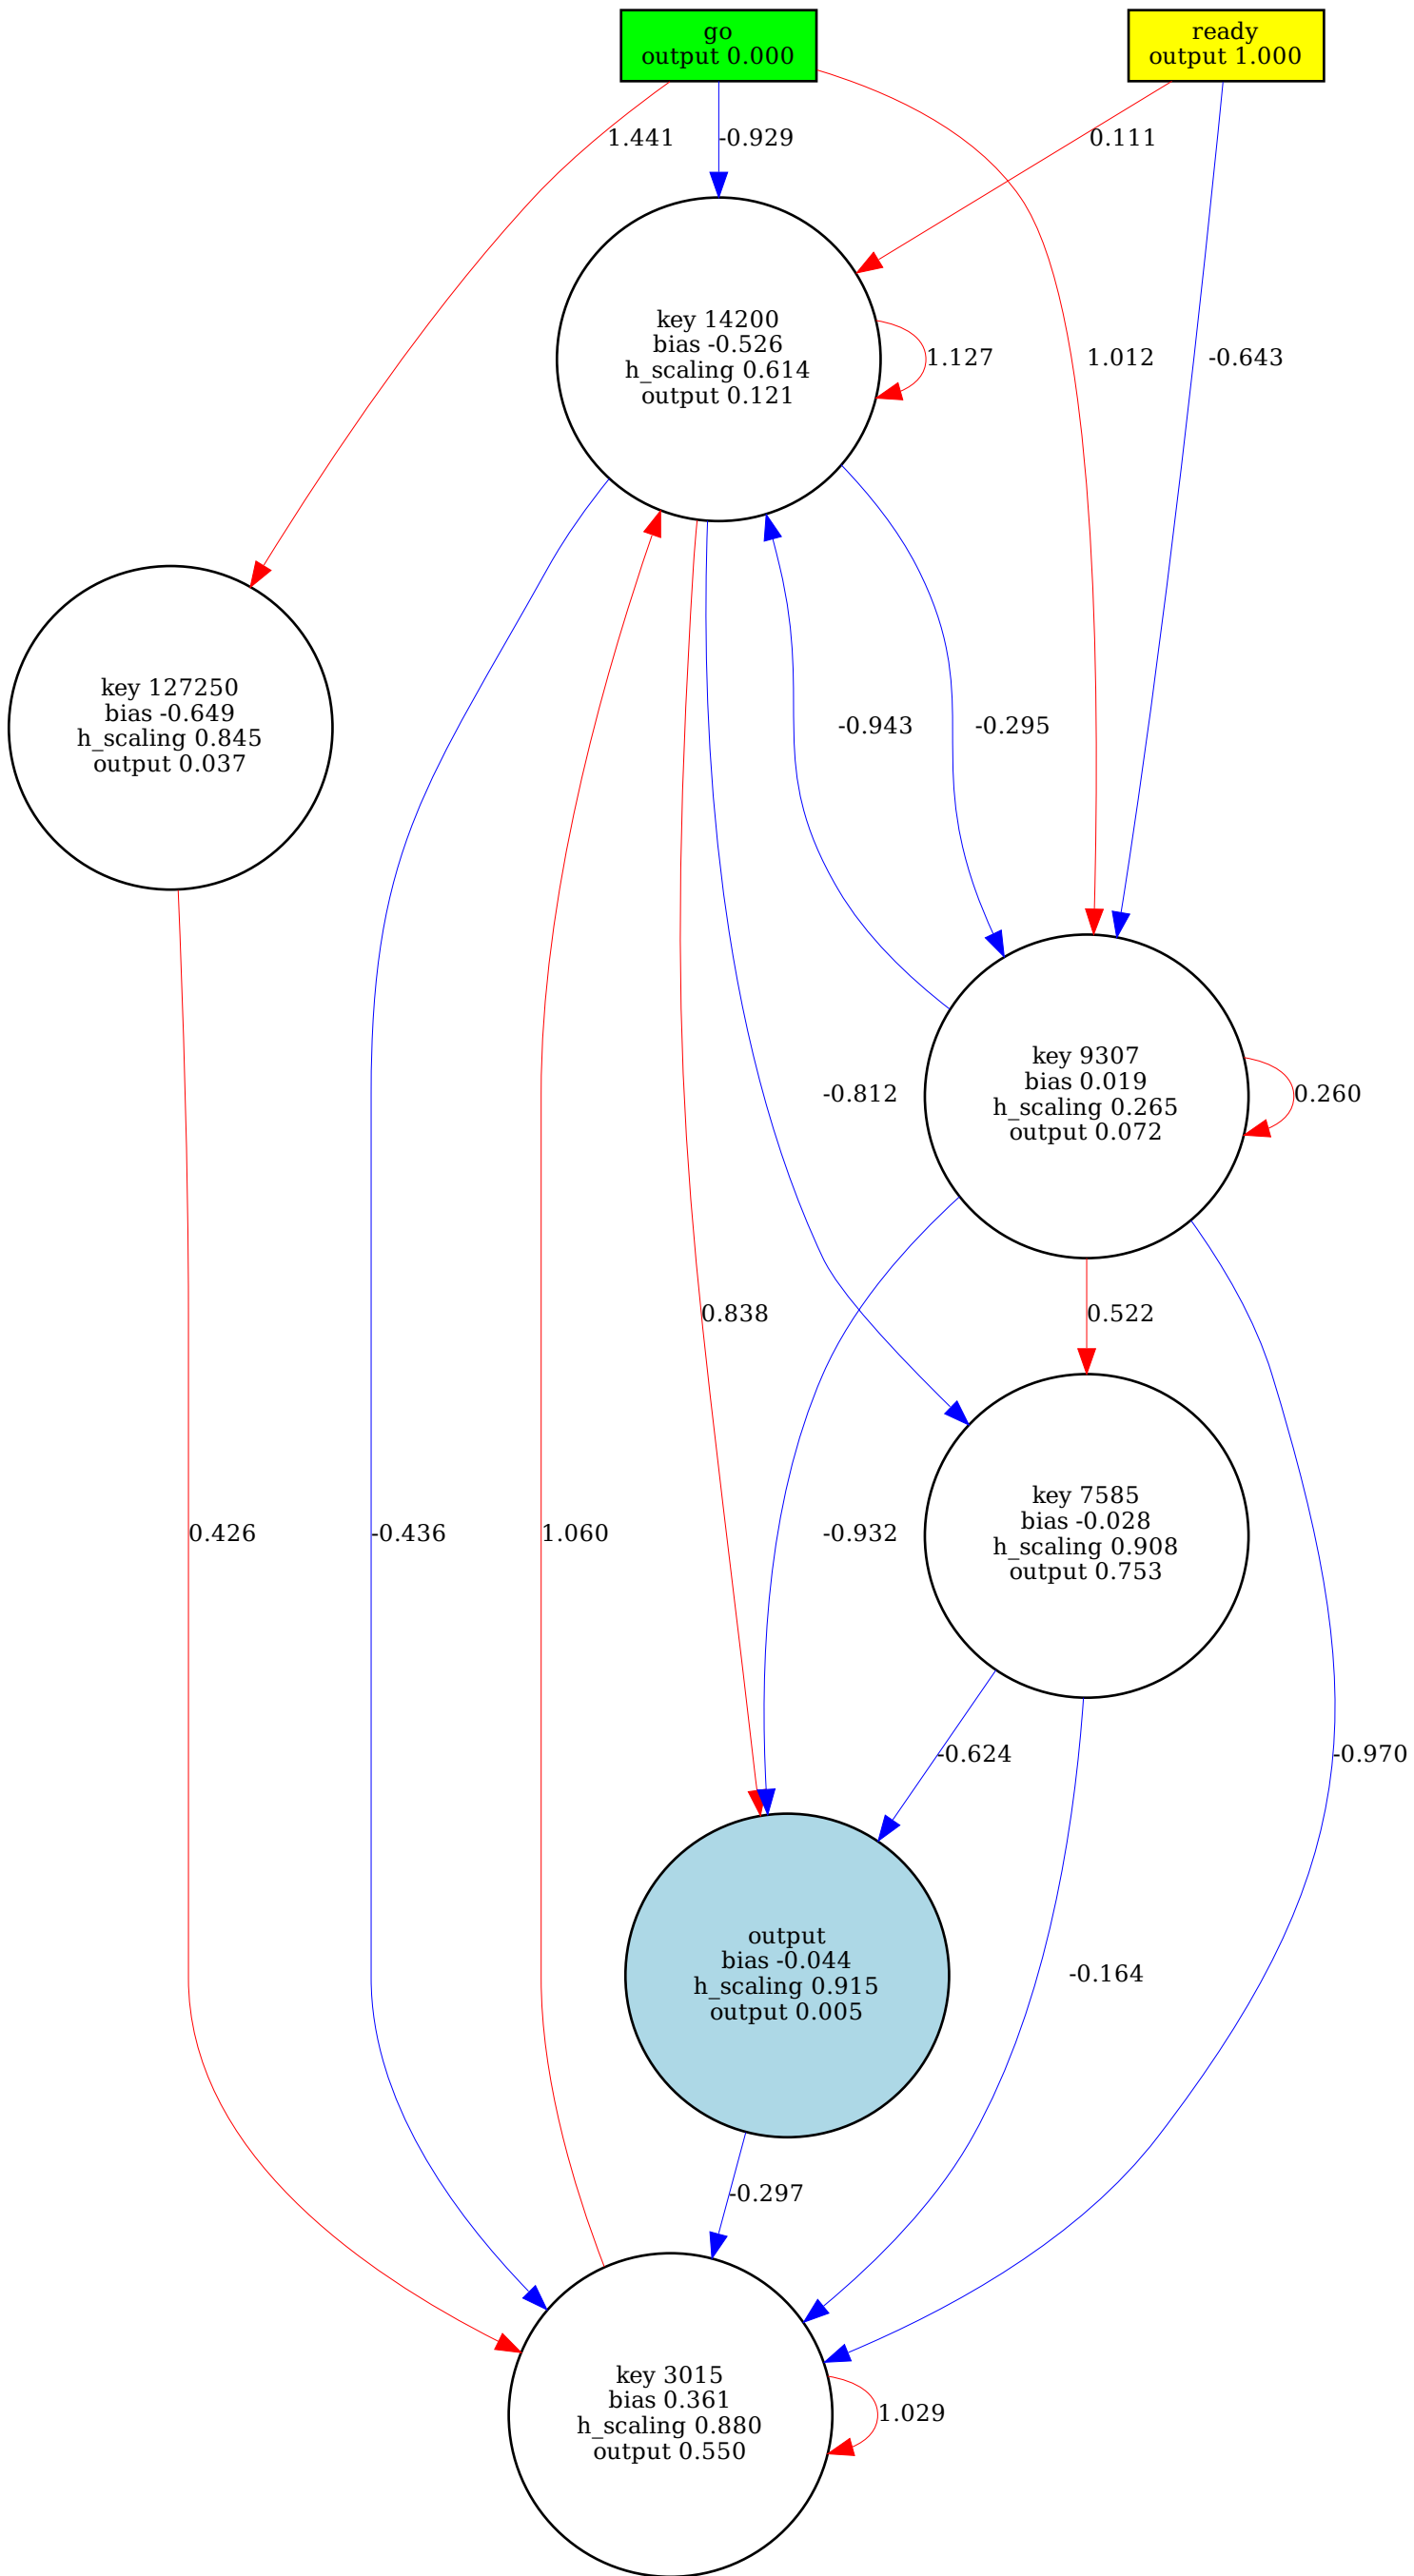 go
output 0.000
ready
output 1.000
1.441
-0.929
0.111
key 14200
bias -0.526
h_scaling 0.614
output 0.121
1.127
1.012
-0.643
key 127250
bias -0.649
h_scaling 0.845
output 0.037
-0.943
-0.295
key 9307
bias 0.019
h_scaling 0.265
output 0.072
-0.812
0.260
0.838
0.522
key 7585
bias -0.028
h_scaling 0.908
output 0.753
0.426
-0.436
1.060
-0.932
-0.624
-0.970
output
bias -0.044
h_scaling 0.915
output 0.005
-0.164
-0.297
key 3015
bias 0.361
h_scaling 0.880
output 0.550
1.029